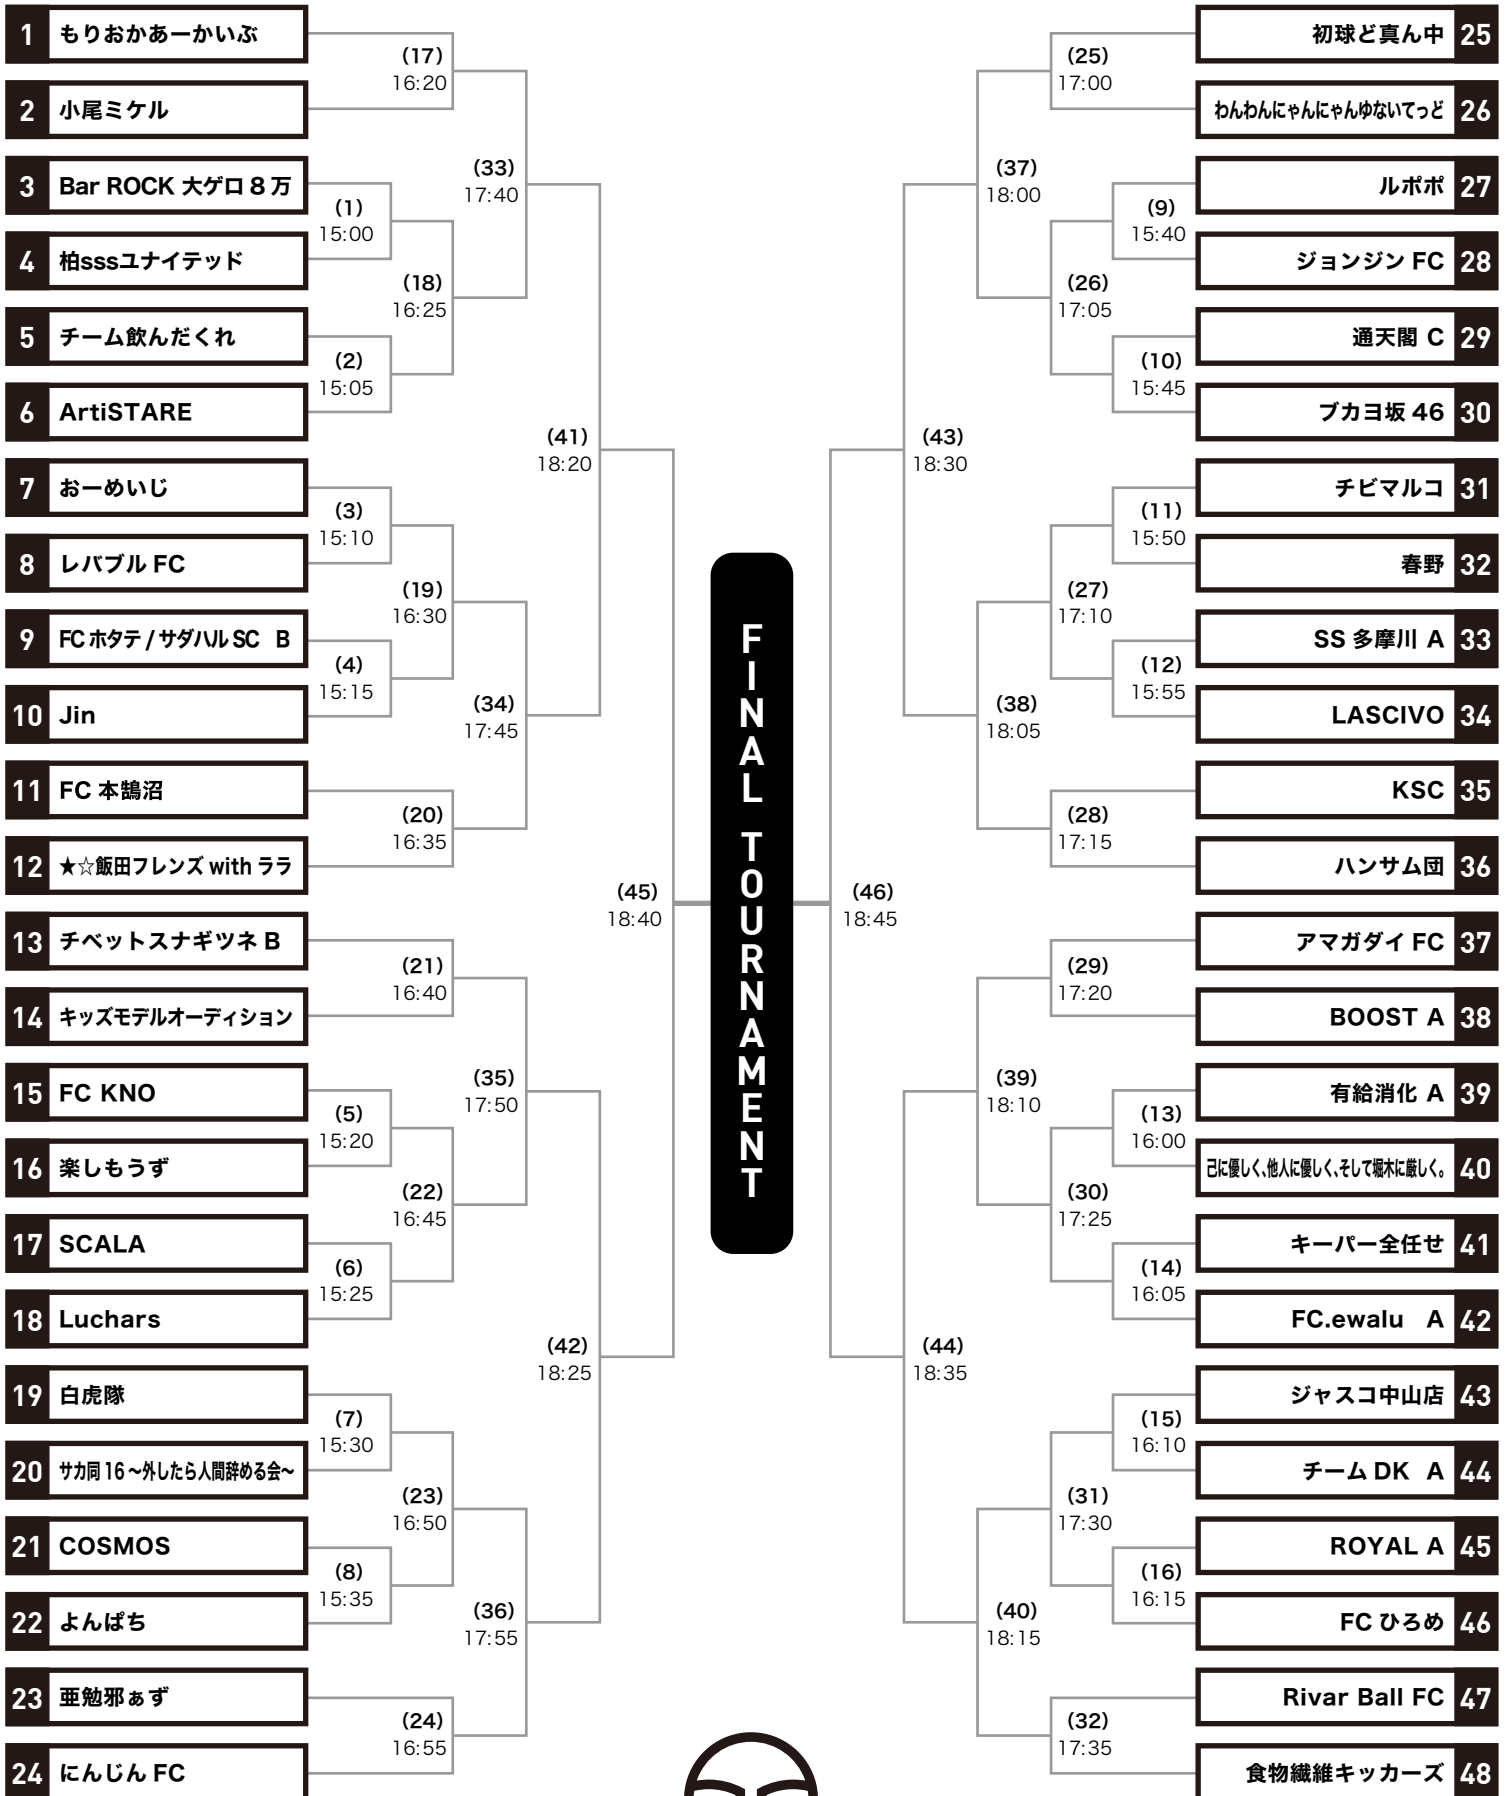 1 もりおかあーかいぶ
2 小尾ミケル
(17)
16:20
3 Bar ROCK 大ゲロ 8 万
4 柏sssユナイテッド
(1)
15:00
5 チーム飲んだくれ
6 ArtiSTARE
(2)
15:05
(18)
16:25
(33)
17:40
7 おーめいじ
8 レバブル FC
(3)
15:10
9 FC ホタテ / サダハル SC B
10 Jin
(4)
15:15
(19)
16:30
11 FC 本鵠沼
12 ★☆飯田フレンズ with ララ
(20)
16:35
(34)
17:45
(41)
18:20
13 チベットスナギツネ B
14 キッズモデルオーディション
(21)
16:40
15 FC KNO
16 楽しもうず
(5)
15:20
17 SCALA
18 Luchars
(6)
15:25
(22)
16:45
(35)
17:50
19 白虎隊
20 サカ同 16 〜外したら人間辞める会〜
(7)
15:30
21 COSMOS
22 よんぱち
(8)
15:35
(23)
16:50
23 亜勉邪ぁず
24 にんじん FC
(24)
16:55
(36)
17:55
(42)
18:25
(45)
18:40
FINAL TOURNAMENT
(46)
18:45
初球ど真ん中 25
わんわんにゃんにゃんゆないてっど 26
(25)
17:00
ルポポ 27
ジョンジン FC 28
(9)
15:40
通天閣 C 29
ブカヨ坂 46 30
(10)
15:45
(26)
17:05
(37)
18:00
チビマルコ 31
春野 32
(11)
15:50
SS 多摩川 A 33
LASCIVO 34
(12)
15:55
(27)
17:10
KSC 35
ハンサム団 36
(28)
17:15
(38)
18:05
(43)
18:30
アマガダイ FC 37
BOOST A 38
(29)
17:20
有給消化 A 39
己に優しく､他人に優しく､そして堀木に厳しく。 40
(13)
16:00
キーパー全任せ 41
FC.ewalu A 42
(14)
16:05
(30)
17:25
(39)
18:10
ジャスコ中山店 43
チーム DK A 44
(15)
16:10
ROYAL A 45
FC ひろめ 46
(16)
16:15
(31)
17:30
Rivar Ball FC 47
食物繊維キッカーズ 48
(32)
17:35
(40)
18:15
(44)
18:35